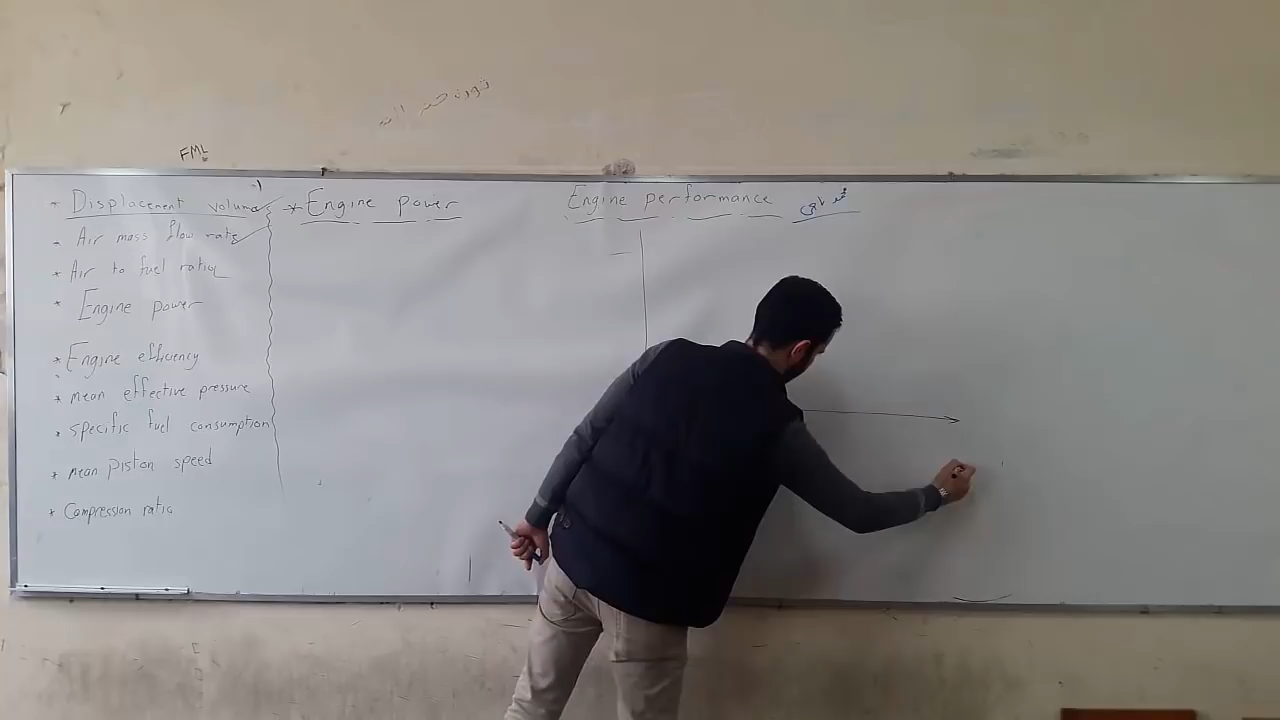 FML
* Displacement volume
* Air mass flow rate
* Air to fuel ratio
* Engine power
* Engine efficiency
* mean effective pressure
* specific fuel consumption
* mean piston speed
* Compression ratio
* Engine power
Engine performance